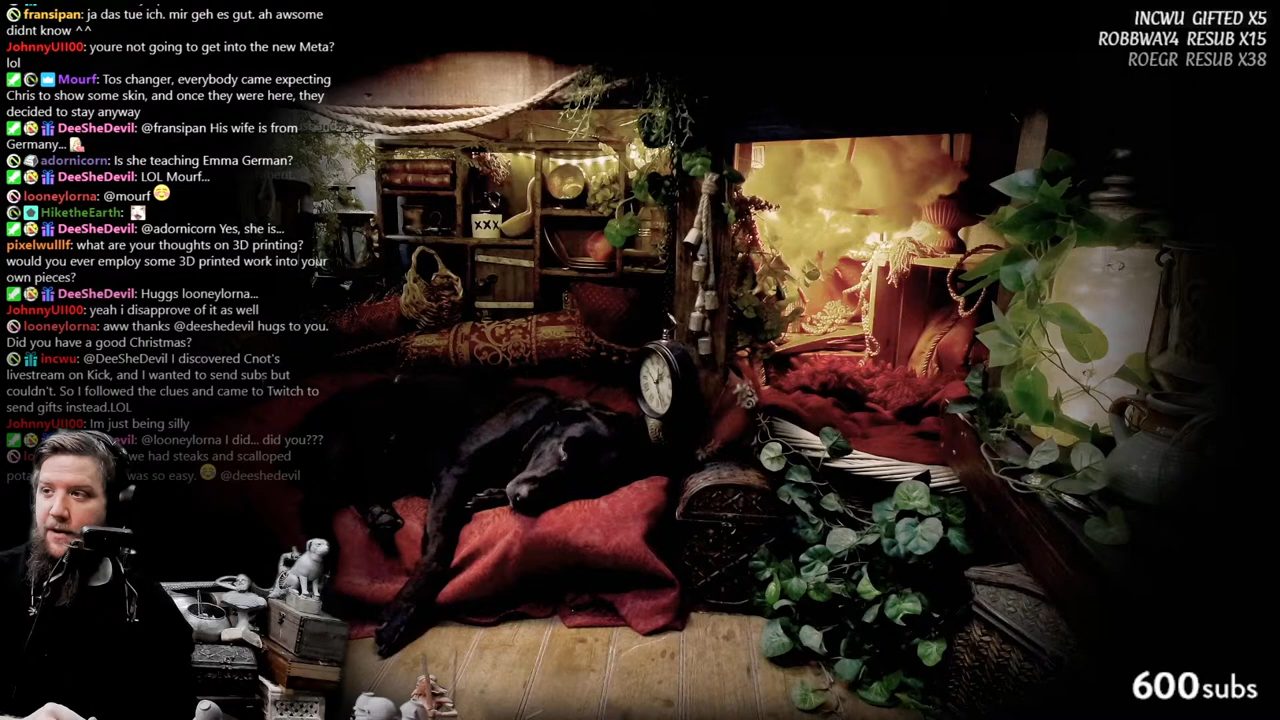 fransipan: ja das tue ich. mir geh es gut. ah awsome
didnt know ^^
JohnnyUII00: youre not going to get into the new Meta?
lol
Mourf: Tos changer, everybody came expecting
Chris to show some skin, and once they were here, they
decided to stay anyway
DeeSheDevil: @fransipan His wife is from
Germany...
adornicorn: Is she teaching Emma German?
DeeSheDevil: LOL Mourf...
looneylorna: @mourf
HiketheEarth:
DeeSheDevil: @adornicorn Yes, she is...
pixelwulllf: what are your thoughts on 3D printing?
would you ever employ some 3D printed work into your
own pieces?
DeeSheDevil: Huggs looneylorna...
JohnnyUII00: yeah i disapprove of it as well
looneylorna: aww thanks @deeshedevil hugs to you.
Did you have a good Christmas?
incwu: @DeeSheDevil I discovered Cnot's
livestream on Kick, and I wanted to send subs but
couldn't. So I followed the clues and came to Twitch to
send gifts instead.LOL
JohnnyUII00: Im just being silly
evil: @looneylorna I did... did you???
we had steaks and scalloped
was so easy. @deeshedevil
INCWU GIFTED X5
ROBBWAY4 RESUB X15
ROEGR RESUB X38
XXX
600 subs